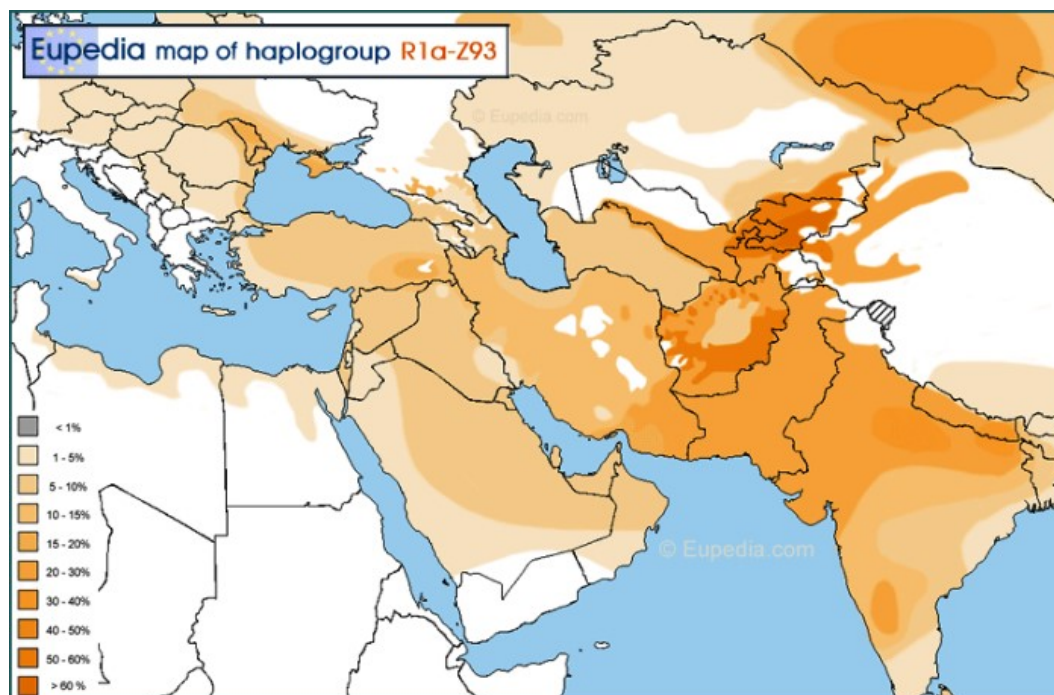 Eupedia map of haplogroup R1a-Z93
© Eupedia.com
© Eupedia.com
< 1%
1 - 5%
5 - 10%
10 - 15%
15 - 20%
20 - 30%
30 - 40%
40 - 50%
50 - 60%
> 60 %